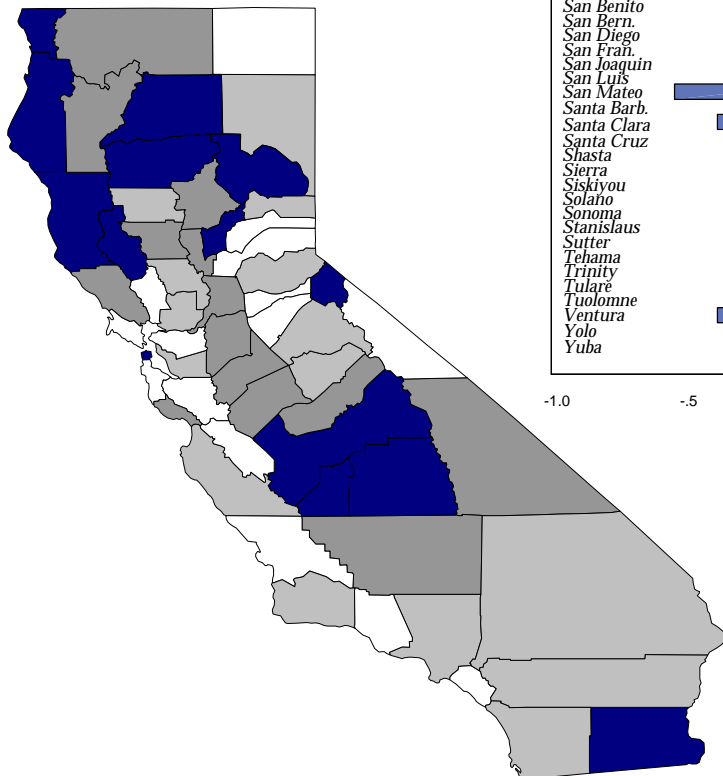 San Benito
San Bern.
San Diego
San Fran.
San Joaquin
San Luis
San Mateo
Santa Barb.
Santa Clara
Santa Cruz
Shasta
Sierra
Siskiyou
Solano
Sonoma
Stanislaus
Sutter
Tehama
Trinity
Tulare
Tuolomne
Ventura
Yolo
Yuba
-1.0 -.5